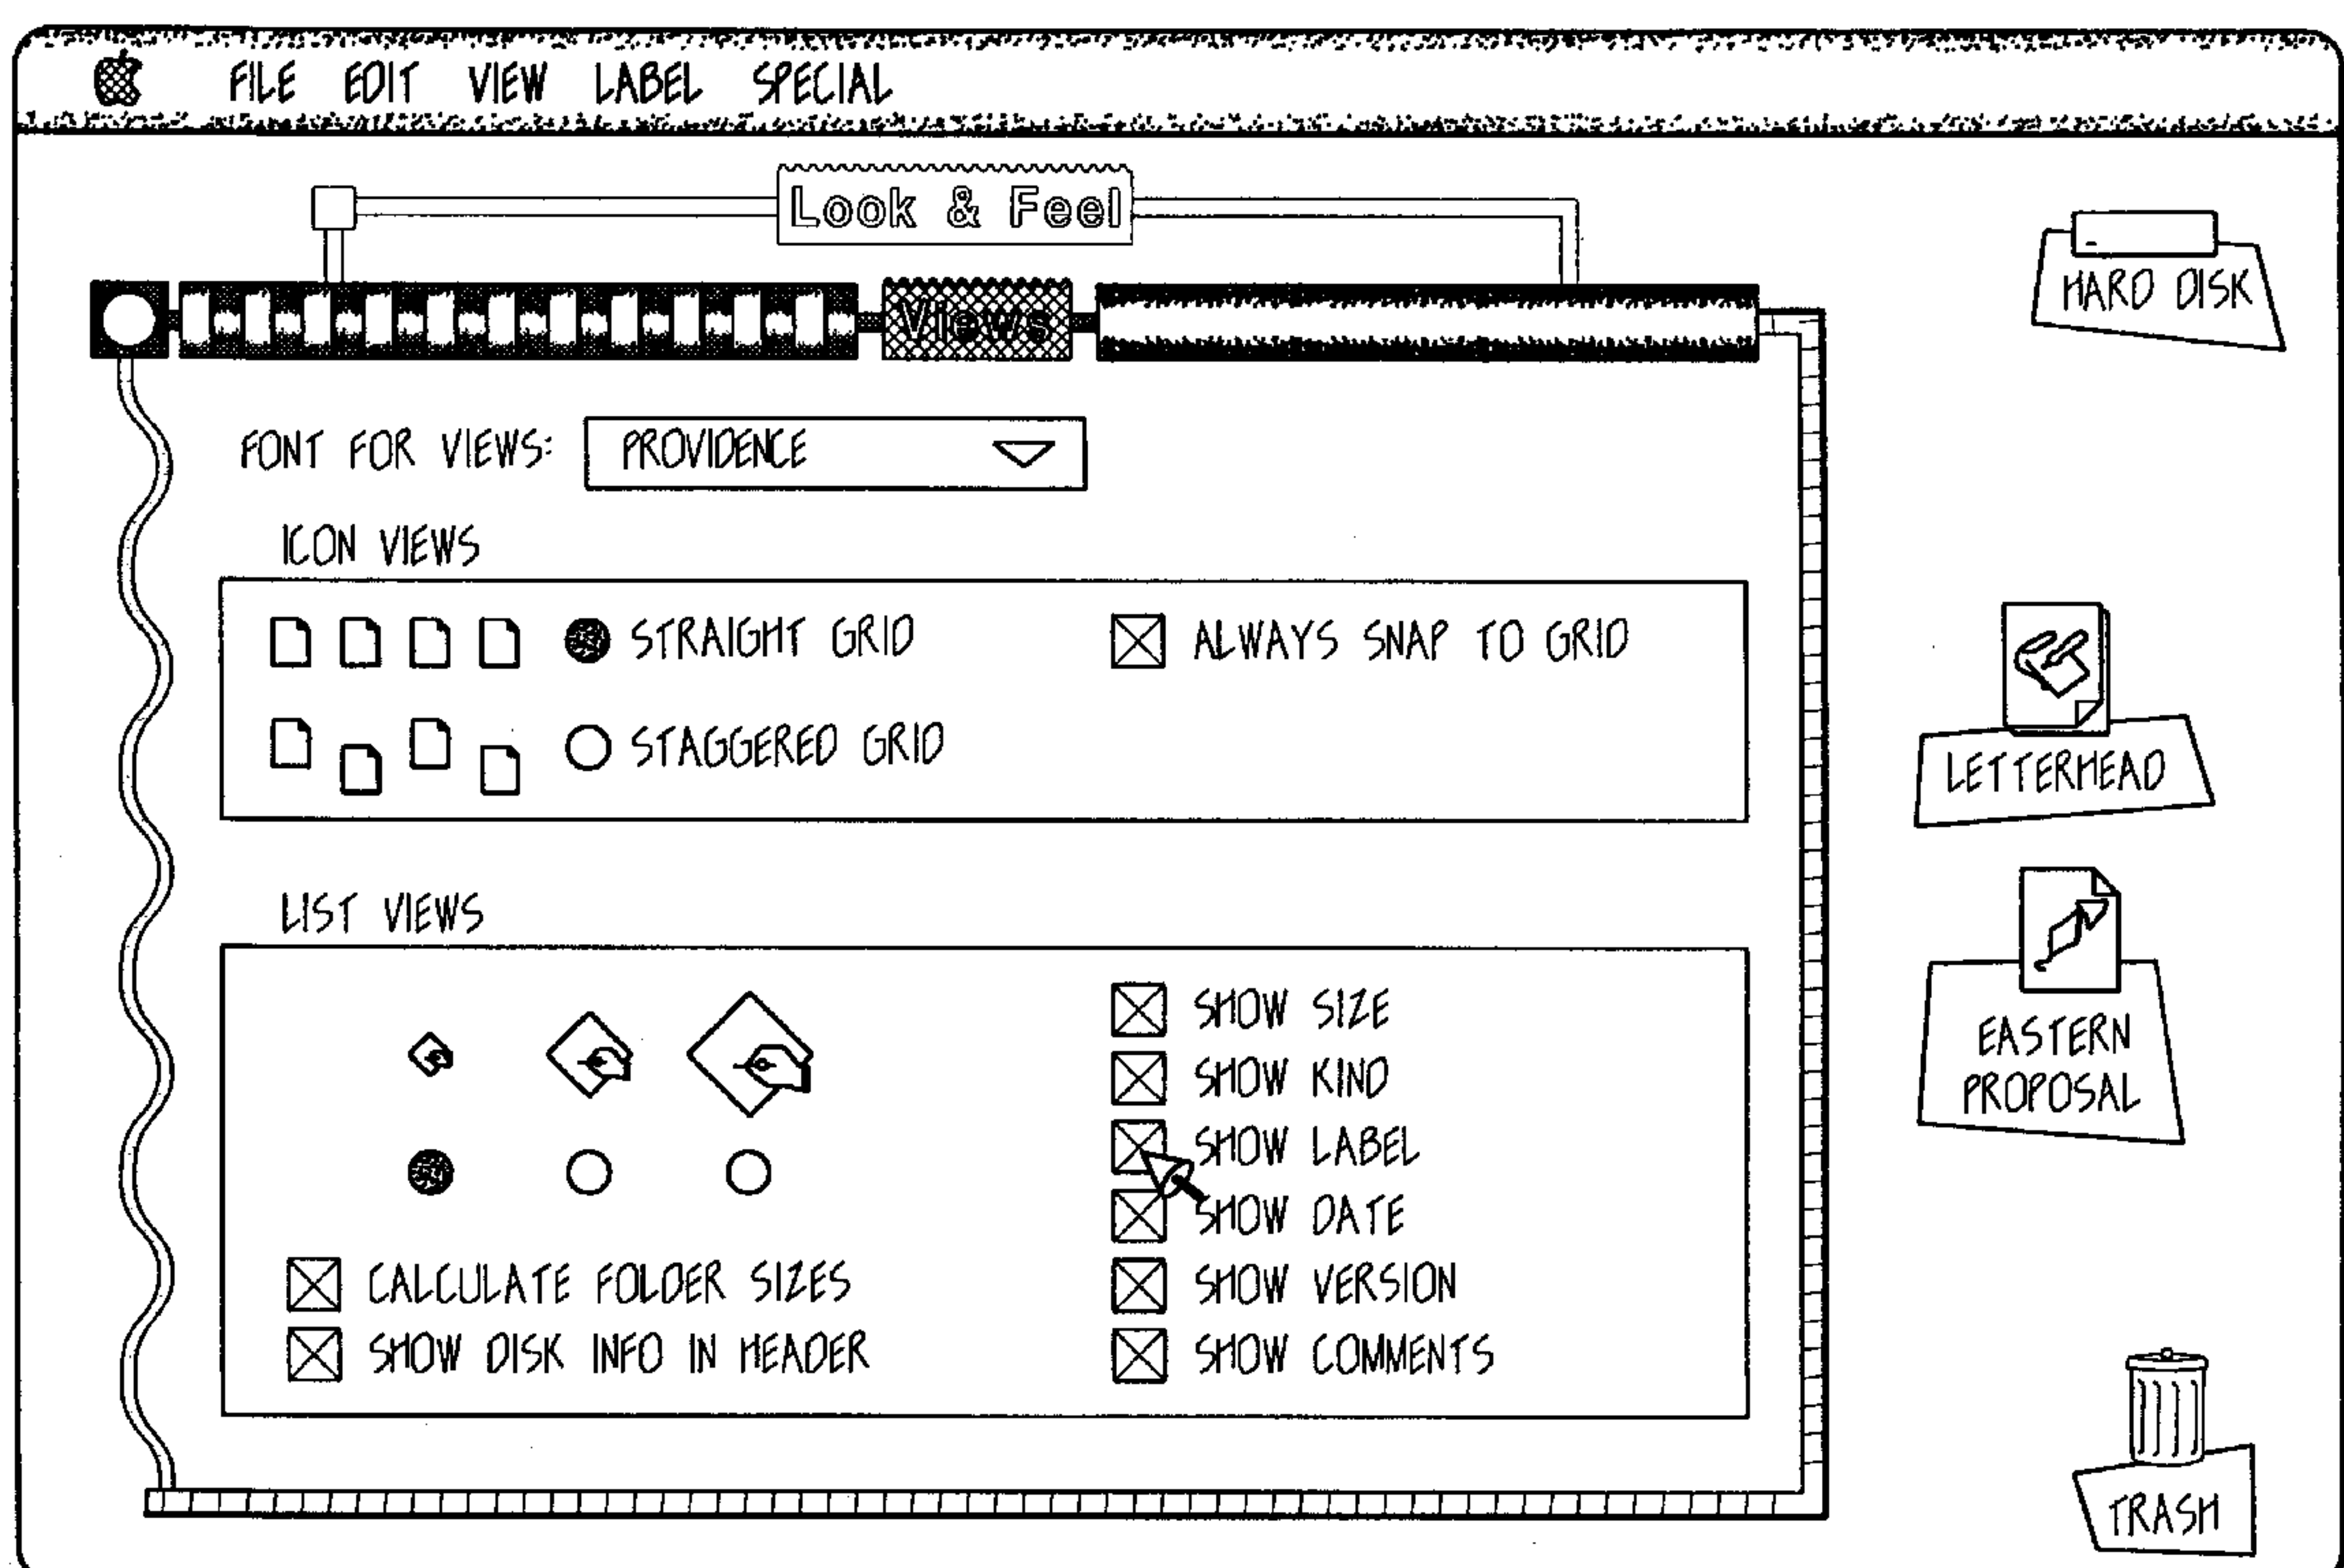 FILE EDIT VIEW LABEL SPECIAL
Look & Feel
Views
HARD DISK
FONT FOR VIEWS: PROVIDENCE
ICON VIEWS
STRAIGHT GRID
ALWAYS SNAP TO GRID
STAGGERED GRID
LETTERHEAD
LIST VIEWS
SHOW SIZE
SHOW KIND
SHOW LABEL
SHOW DATE
SHOW VERSION
SHOW COMMENTS
CALCULATE FOLDER SIZES
SHOW DISK INFO IN HEADER
EASTERN
PROPOSAL
TRASH